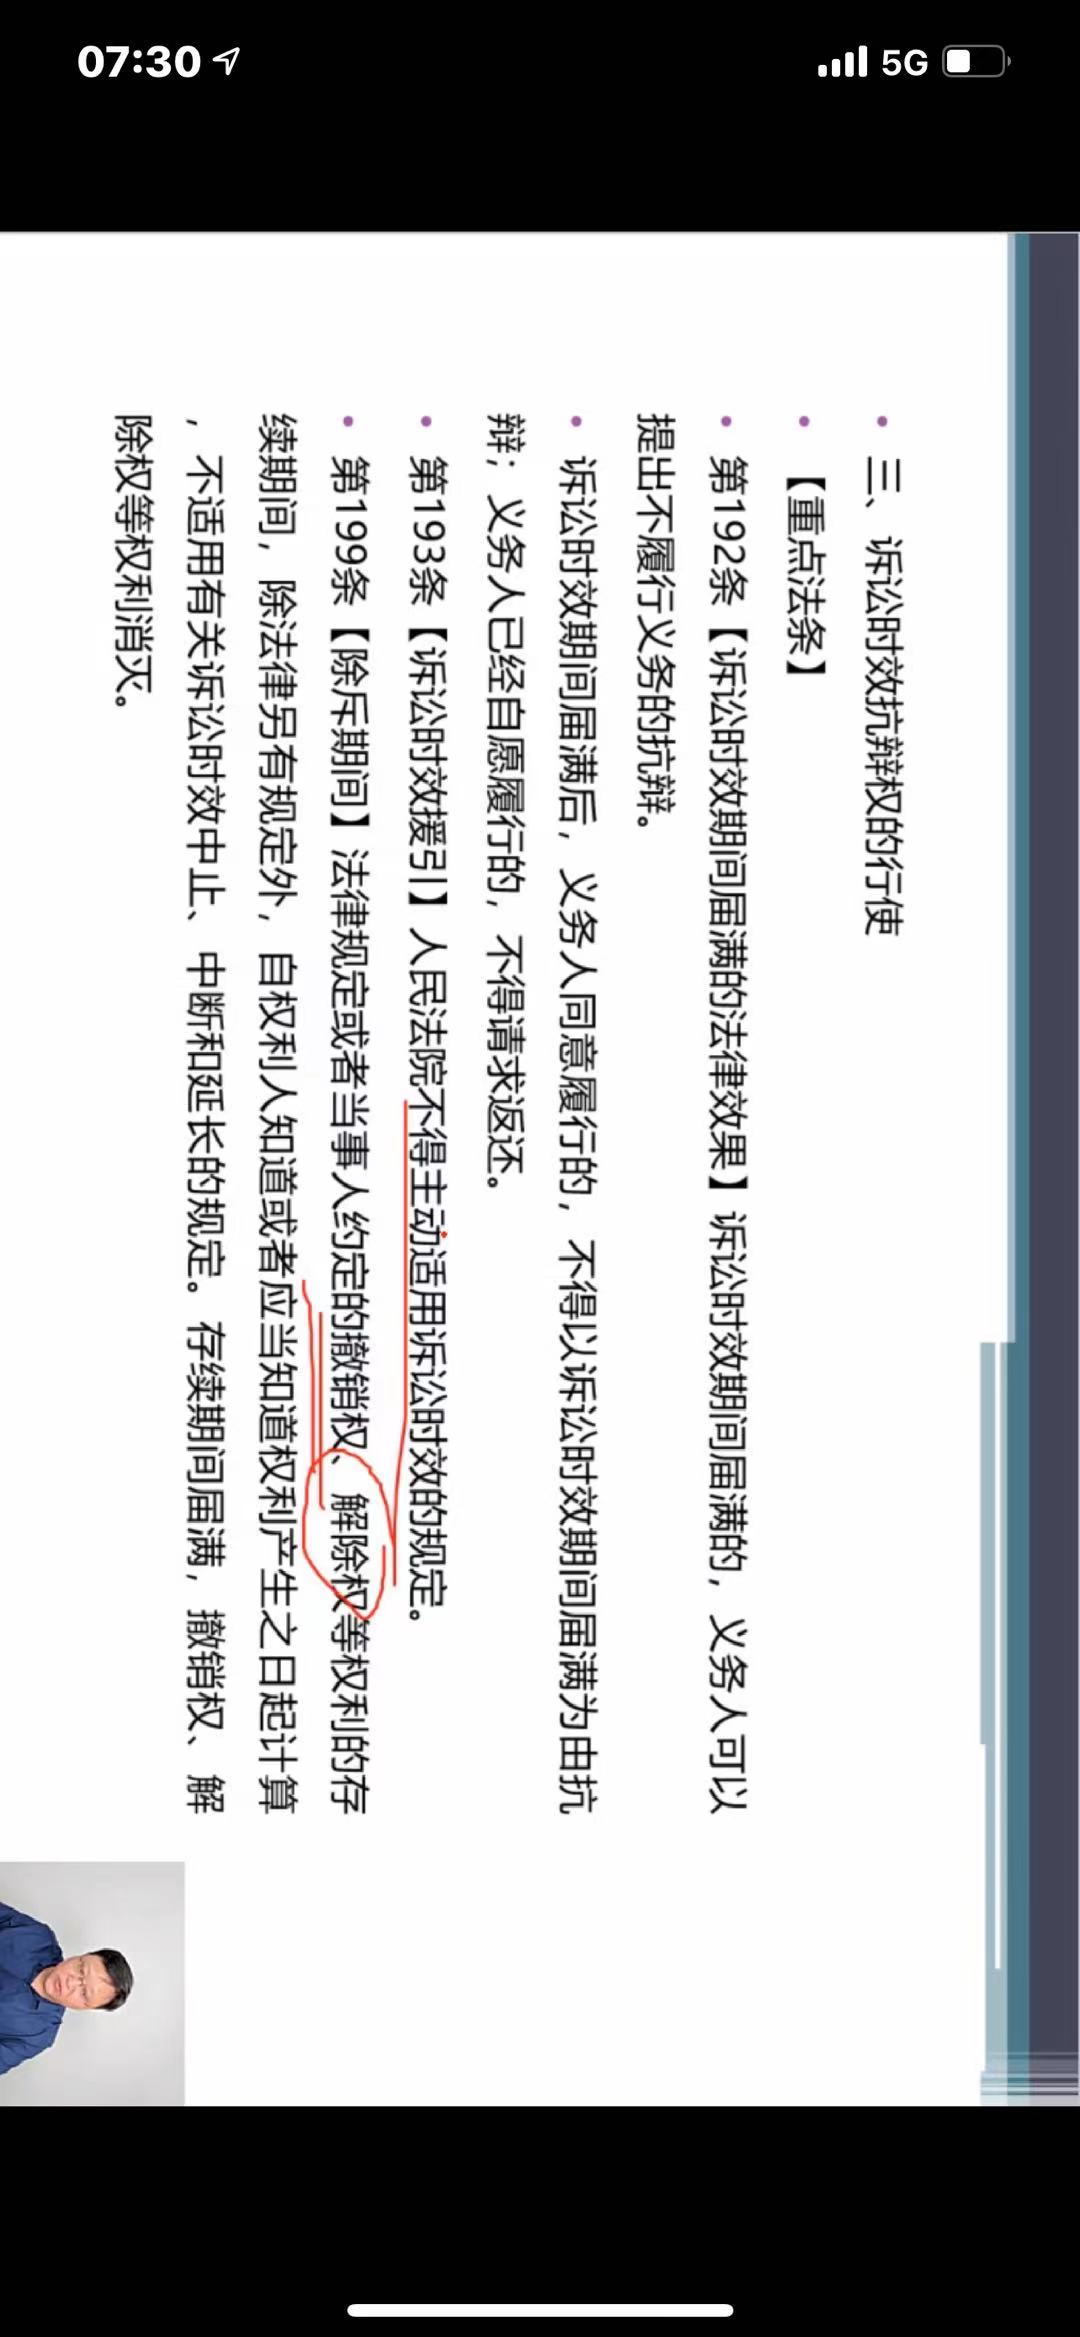 07:30
5G
三、诉讼时效抗辩权的行使
【重点法条】
第192条【诉讼时效期间届满的法律效果】诉讼时效期间届满的，义务人可以
提出不履行义务的抗辩。
诉讼时效期间届满后，义务人同意履行的，不得以诉讼时效期间届满为由抗
辩；义务人已经自愿履行的，不得请求返还。
第193条【诉讼时效援引】人民法院不得主动适用诉讼时效的规定。
第199条【除斥期间】法律规定或者当事人约定的撤销权、解除权等权利的存
续期间，除法律另有规定外，自权利人知道或者应当知道权利产生之日起计算
，不适用有关诉讼时效中止、中断和延长的规定。存续期间届满，撤销权、解
除权等权利消灭。